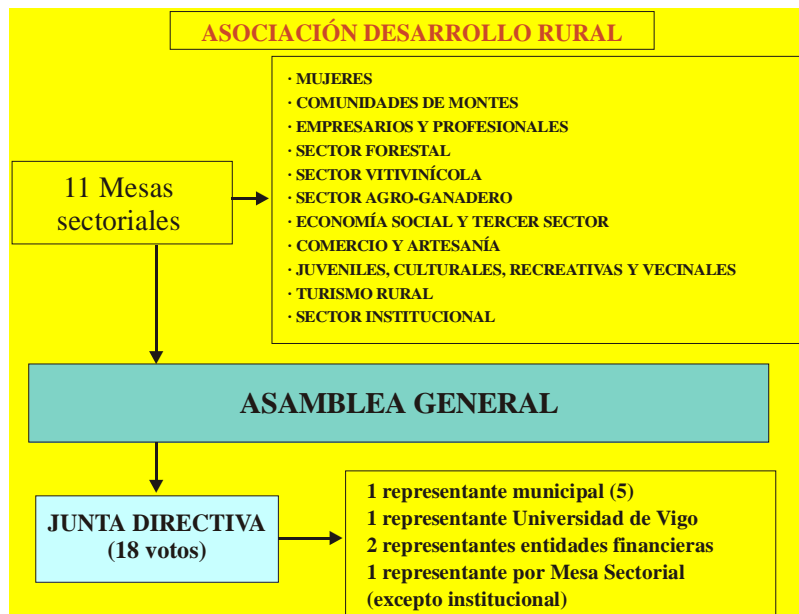 ASOCIACIÓN DESARROLLO RURAL
· MUJERES
· COMUNIDADES DE MONTES
· EMPRESARIOS Y PROFESIONALES
· SECTOR FORESTAL
· SECTOR VITIVINÍCOLA
· SECTOR AGRO-GANADERO
· ECONOMÍA SOCIAL Y TERCER SECTOR
· COMERCIO Y ARTESANÍA
· JUVENILES, CULTURALES, RECREATIVAS Y VECINALES
· TURISMO RURAL
· SECTOR INSTITUCIONAL
11 Mesas
sectoriales
ASAMBLEA GENERAL
JUNTA DIRECTIVA
(18 votos)
1 representante municipal (5)
1 representante Universidad de Vigo
2 representantes entidades financieras
1 representante por Mesa Sectorial
(excepto institucional)